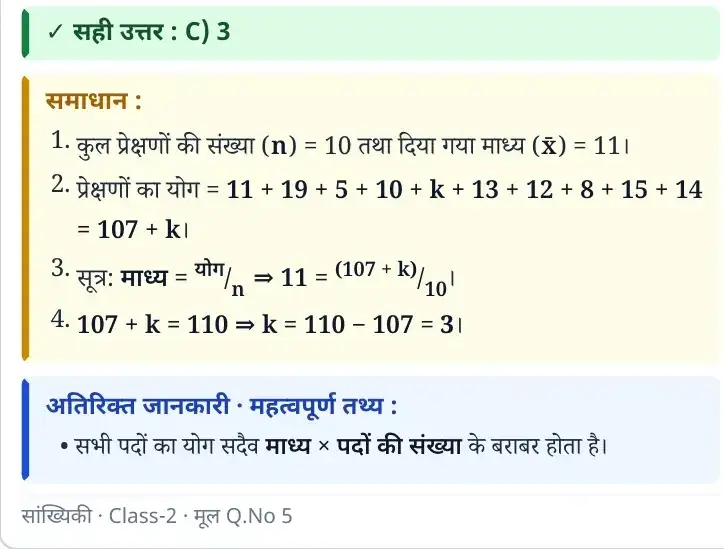 ✓ सही उत्तर : C) 3
समाधान :
1. कुल प्रेक्षणों की संख्या (n) = 10 तथा दिया गया माध्य (x̄) = 11।
2. प्रेक्षणों का योग = 11 + 19 + 5 + 10 + k + 13 + 12 + 8 + 15 + 14
= 107 + k।
3. सूत्र: माध्य = योग/n ⇒ 11 = (107 + k)/10।
4. 107 + k = 110 ⇒ k = 110 − 107 = 3।
अतिरिक्त जानकारी · महत्वपूर्ण तथ्य :
• सभी पदों का योग सदैव माध्य × पदों की संख्या के बराबर होता है।
सांख्यिकी · Class-2 · मूल Q.No 5